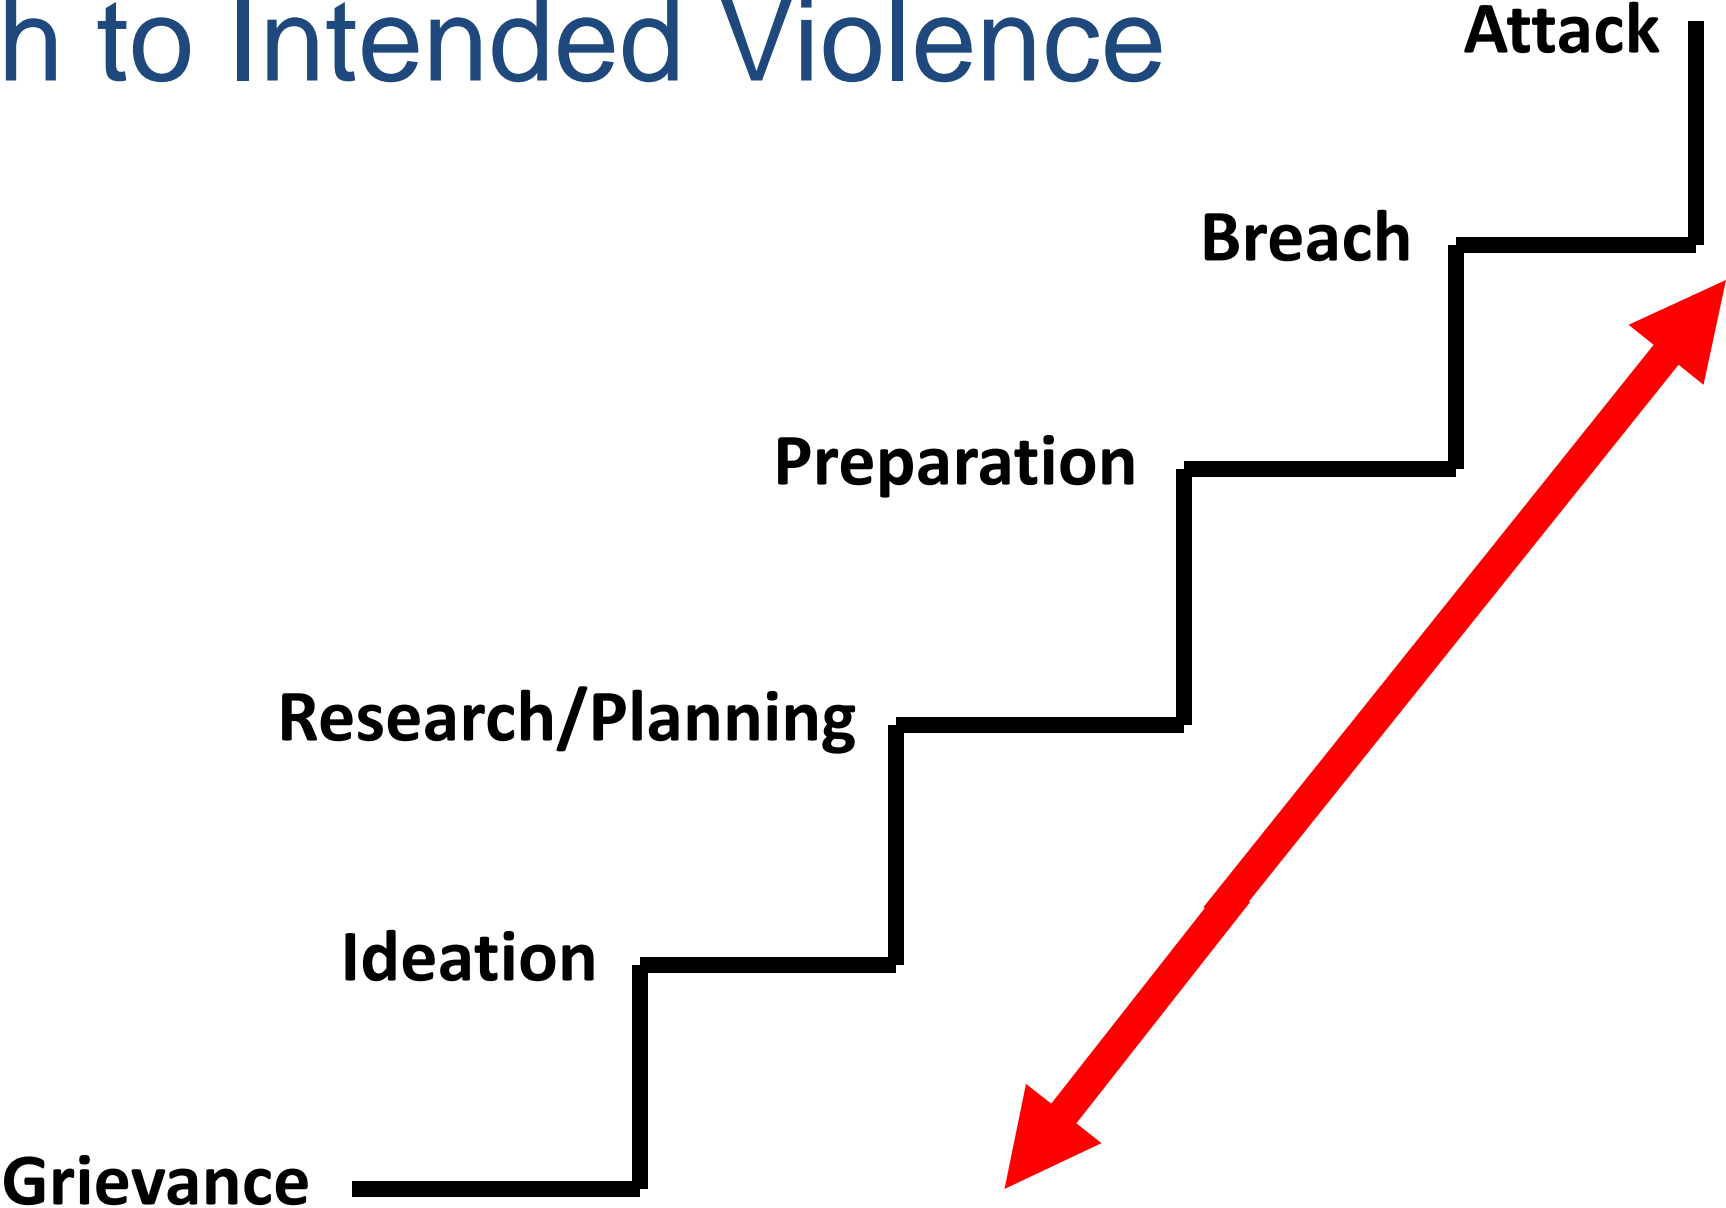 h to Intended Violence
Attack
Breach
Preparation
Research/Planning
Ideation
Grievance